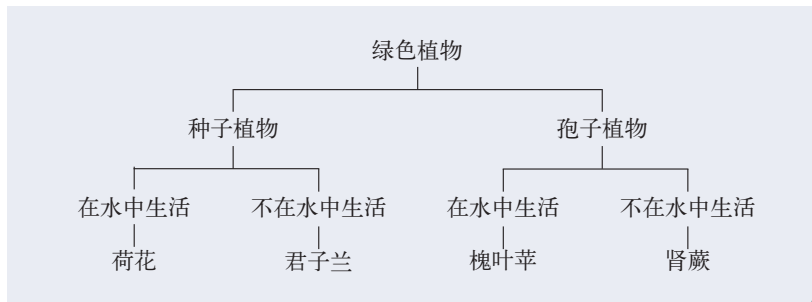 绿色植物
种子植物 孢子植物
在水中生活 不在水中生活 在水中生活 不在水中生活
荷花 君子兰 槐叶苹 肾蕨